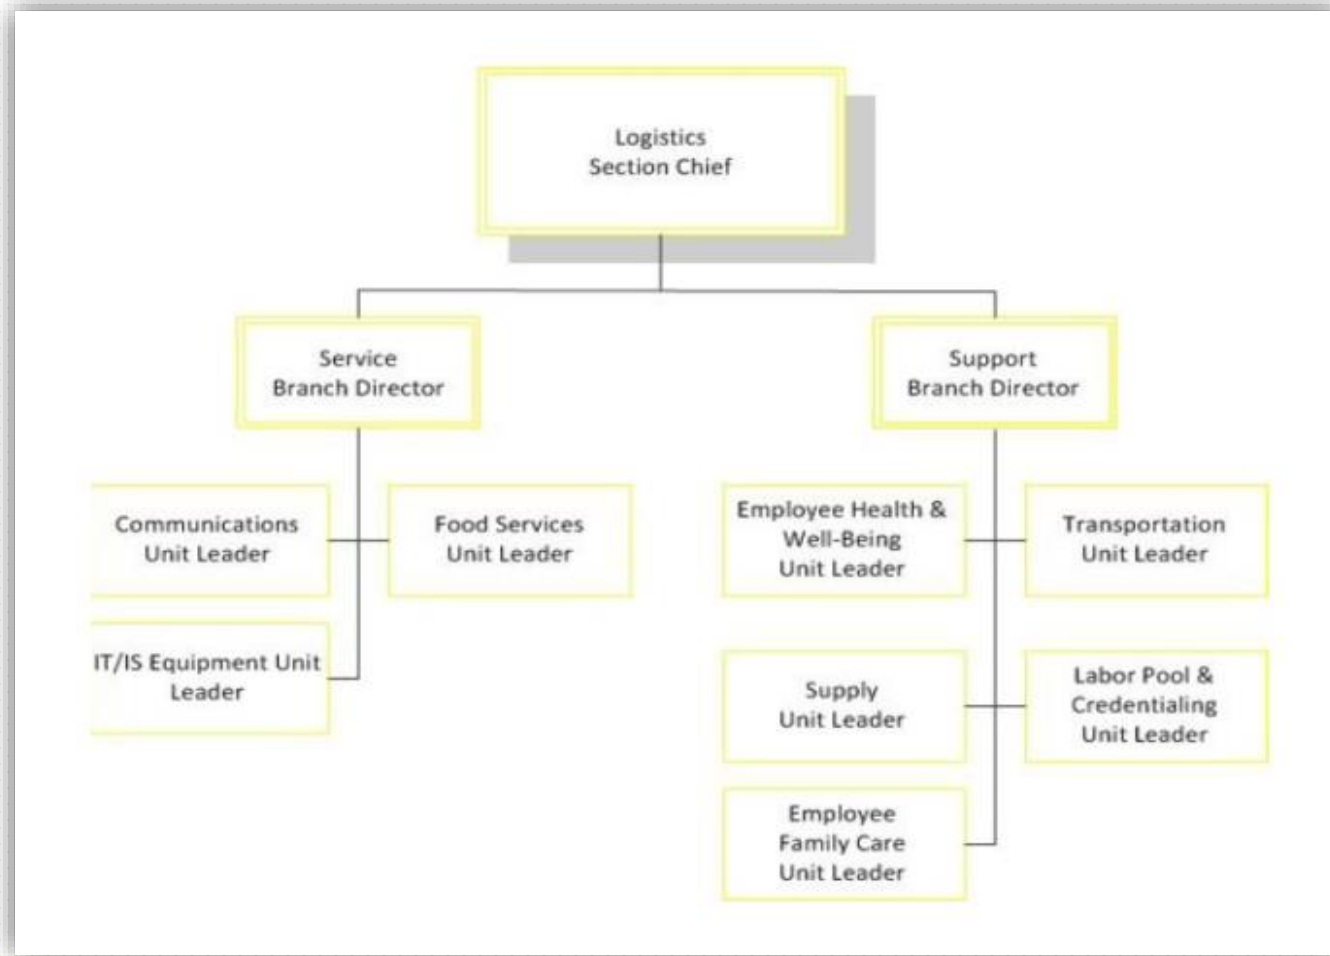 Logistics
Section Chief
Service
Branch Director
Support
Branch Director
Communications
Unit Leader
Food Services
Unit Leader
Employee Health &
Well-Being
Unit Leader
Transportation
Unit Leader
IT/IS Equipment Unit
Leader
Supply
Unit Leader
Labor Pool &
Credentialing
Unit Leader
Employee
Family Care
Unit Leader